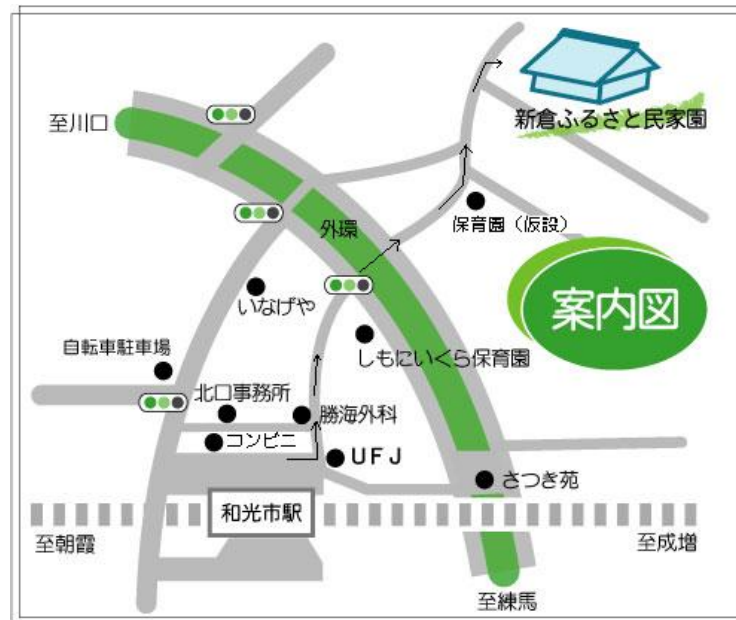 至川口
新倉ふるさと民家園
外環
保育園（仮設）
案内図
いなげや
しもにいくら保育園
自転車駐車場
北口事務所
勝海外科
コンビニ
ＵＦＪ
さつき苑
和光市駅
至朝霞
至成増
至練馬